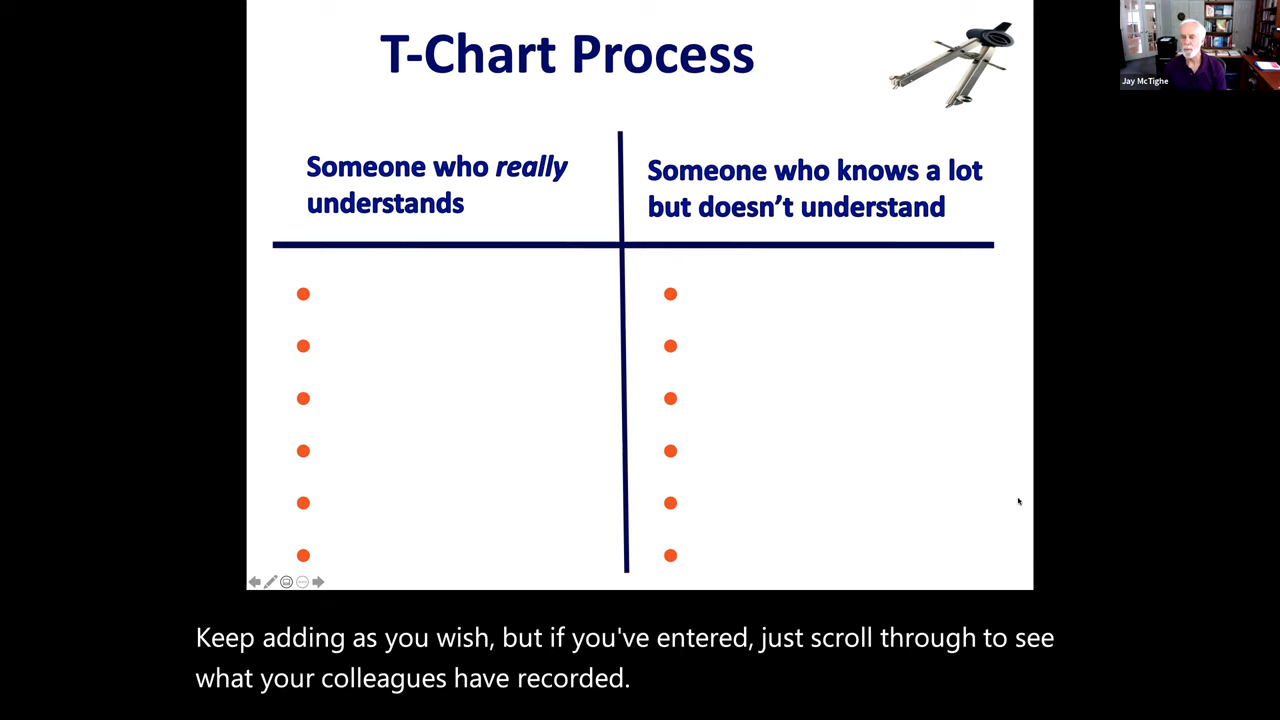 T-Chart Process
Jay McTighe
Someone who really
understands
Someone who knows a lot
but doesn't understand
Keep adding as you wish, but if you've entered, just scroll through to see
what your colleagues have recorded.